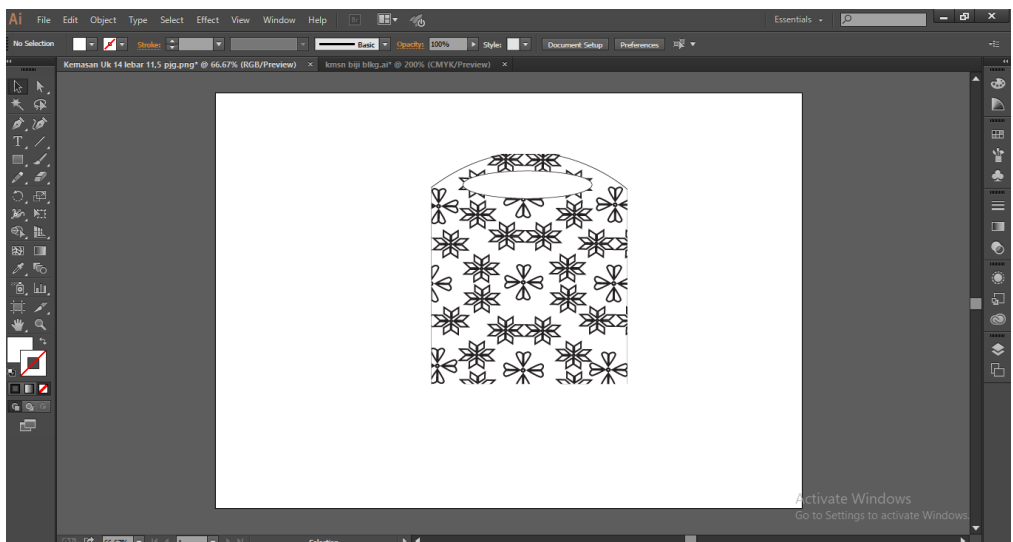 Ai File Edit Object Type Select Effect View Window Help Br Essentials
No Selection Stroke: Basic Opacity: 100% Style: Document Setup Preferences
Kemasan Uk 14 lebar 11,5 pjg.png* @ 66.67% (RGB/Preview) × kmsn biji blkg.ai* @ 200% (CMYK/Preview) ×
Activate Windows
Go to Settings to activate Windows.